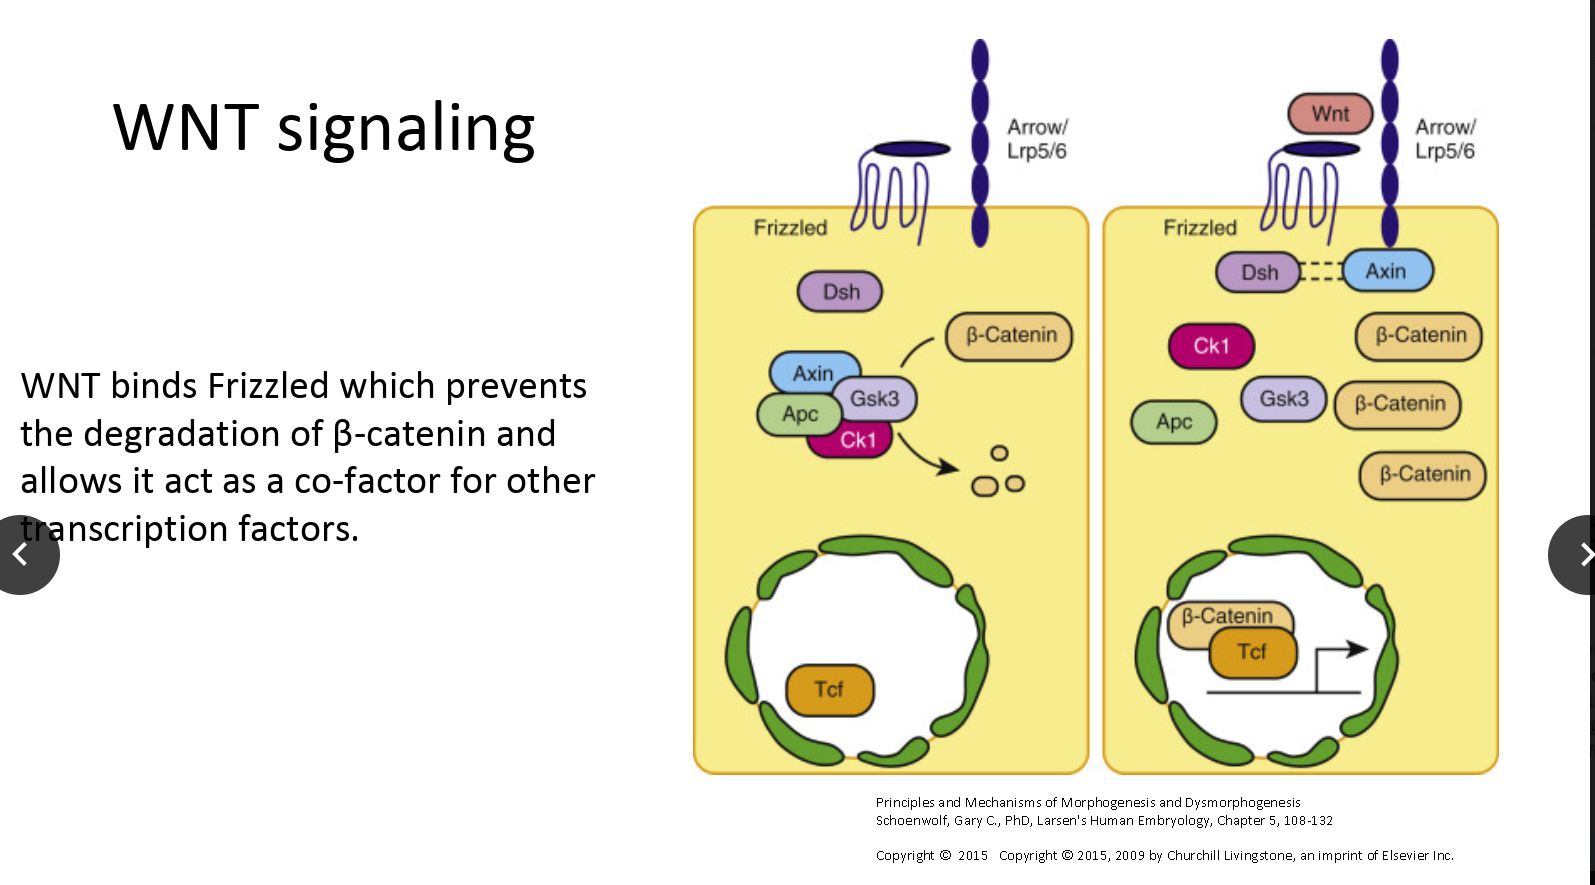 WNT signaling
WNT binds Frizzled which prevents
the degradation of β-catenin and
allows it act as a co-factor for other
transcription factors.
Arrow/
Lrp5/6
Frizzled
Dsh
β-Catenin
Axin
Gsk3
Apc
Ck1
Tcf
Wnt
Arrow/
Lrp5/6
Frizzled
Dsh
Axin
β-Catenin
Ck1
Gsk3
β-Catenin
Apc
β-Catenin
β-Catenin
Tcf
Principles and Mechanisms of Morphogenesis and Dysmorphogenesis
Schoenwolf, Gary C., PhD, Larsen's Human Embryology, Chapter 5, 108-132
Copyright © 2015 Copyright © 2015, 2009 by Churchill Livingstone, an imprint of Elsevier Inc.